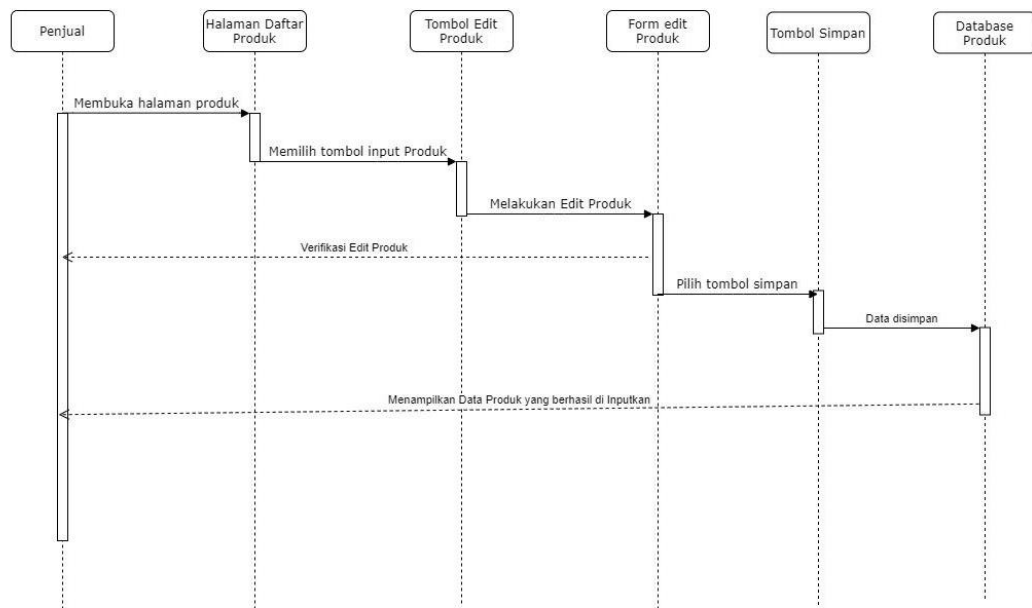 Penjual
Halaman Daftar
Produk
Tombol Edit
Produk
Form edit
Produk
Tombol Simpan
Database
Produk
Membuka halaman produk
Memilih tombol input Produk
Melakukan Edit Produk
Verifikasi Edit Produk
Pilih tombol simpan
Data disimpan
Menampilkan Data Produk yang berhasil di Inputkan